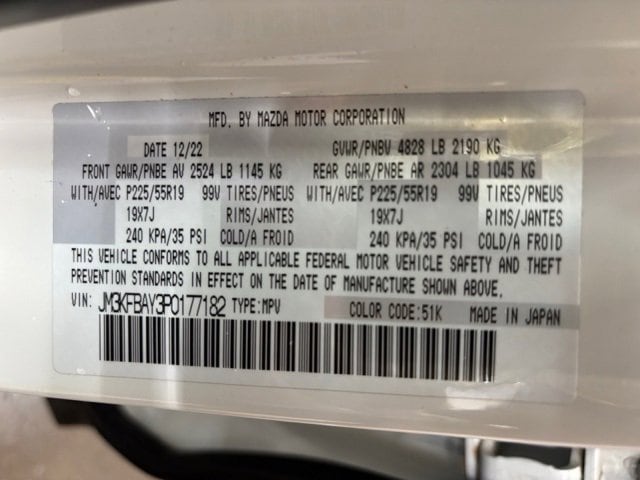 MFD. BY MAZDA MOTOR CORPORATION
DATE 12/22 GVWR/PNBV 4828 LB 2190 KG
FRONT GAWR/PNBE AV 2524 LB 1145 KG REAR GAWR/PNBE AR 2304 LB 1045 KG
WITH/AVEC P225/55R19 99V TIRES/PNEUS WITH/AVEC P225/55R19 99V TIRES/PNEUS
19X7J RIMS/JANTES 19X7J RIMS/JANTES
240 KPA/35 PSI COLD/A FROID 240 KPA/35 PSI COLD/A FROID
THIS VEHICLE CONFORMS TO ALL APPLICABLE FEDERAL MOTOR VEHICLE SAFETY AND THEFT
PREVENTION STANDARDS IN EFFECT ON THE DATE OF MANUFACTURE SHOWN ABOVE.
VIN: JM3KFBAY3P0177182 TYPE:MPV COLOR CODE:51K MADE IN JAPAN